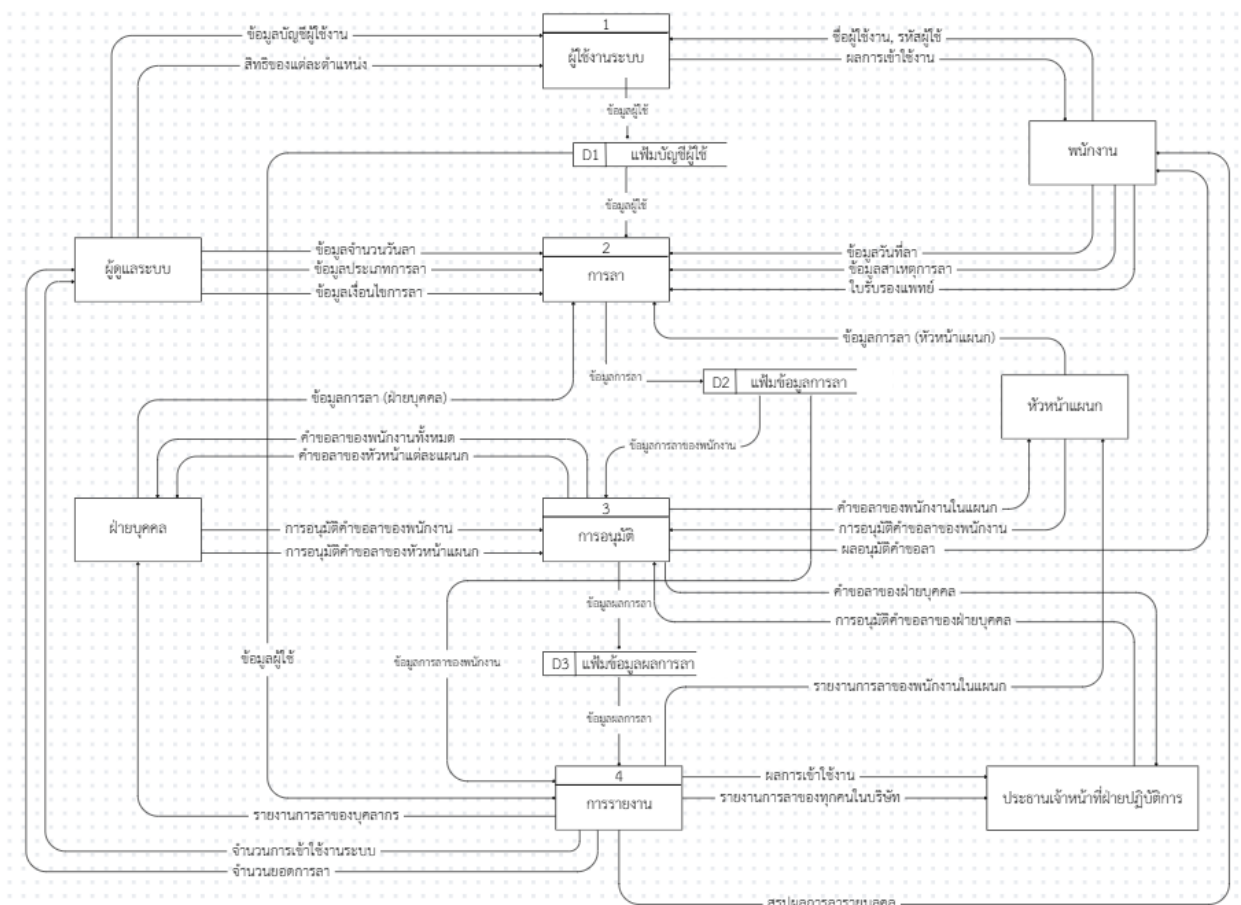 1
ข้อมูลบัญชีผู้ใช้งาน
ชื่อผู้ใช้งาน, รหัสผู้ใช้
ผู้ใช้งานระบบ
สิทธิของแต่ละตำแหน่ง
ผลการเข้าใช้งาน
ข้อมูลผู้ใช้
D1 แฟ้มบัญชีผู้ใช้
พนักงาน
ข้อมูลผู้ใช้
2
ข้อมูลจำนวนวันลา
ข้อมูลวันที่ลา
ผู้ดูแลระบบ
ข้อมูลประเภทการลา
การลา
ข้อมูลสาเหตุการลา
ข้อมูลเงื่อนไขการลา
ใบรับรองแพทย์
ข้อมูลการลา (หัวหน้าแผนก)
ข้อมูลการลา
D2 แฟ้มข้อมูลการลา
ข้อมูลการลา (ฝ่ายบุคคล)
หัวหน้าแผนก
คำขอลาของพนักงานทั้งหมด
ข้อมูลการลาของพนักงาน
คำขอลาของหัวหน้าแต่ละแผนก
3
คำขอลาของพนักงานในแผนก
ฝ่ายบุคคล
การอนุมัติคำขอลาของพนักงาน
การอนุมัติ
การอนุมัติคำขอลาของพนักงาน
การอนุมัติคำขอลาของหัวหน้าแผนก
ผลอนุมัติคำขอลา
คำขอลาของฝ่ายบุคคล
ข้อมูลผลการลา
การอนุมัติคำขอลาของฝ่ายบุคคล
ข้อมูลผู้ใช้
ข้อมูลการลาของพนักงาน
D3 แฟ้มข้อมูลผลการลา
รายงานการลาของพนักงานในแผนก
ข้อมูลผลการลา
4
ผลการเข้าใช้งาน
การรายงาน
รายงานการลาของทุกคนในบริษัท
ประธานเจ้าหน้าที่ฝ่ายปฏิบัติการ
รายงานการลาของบุคลากร
จำนวนการเข้าใช้งานระบบ
จำนวนยอดการลา
สรุปผลการลารายบุคคล